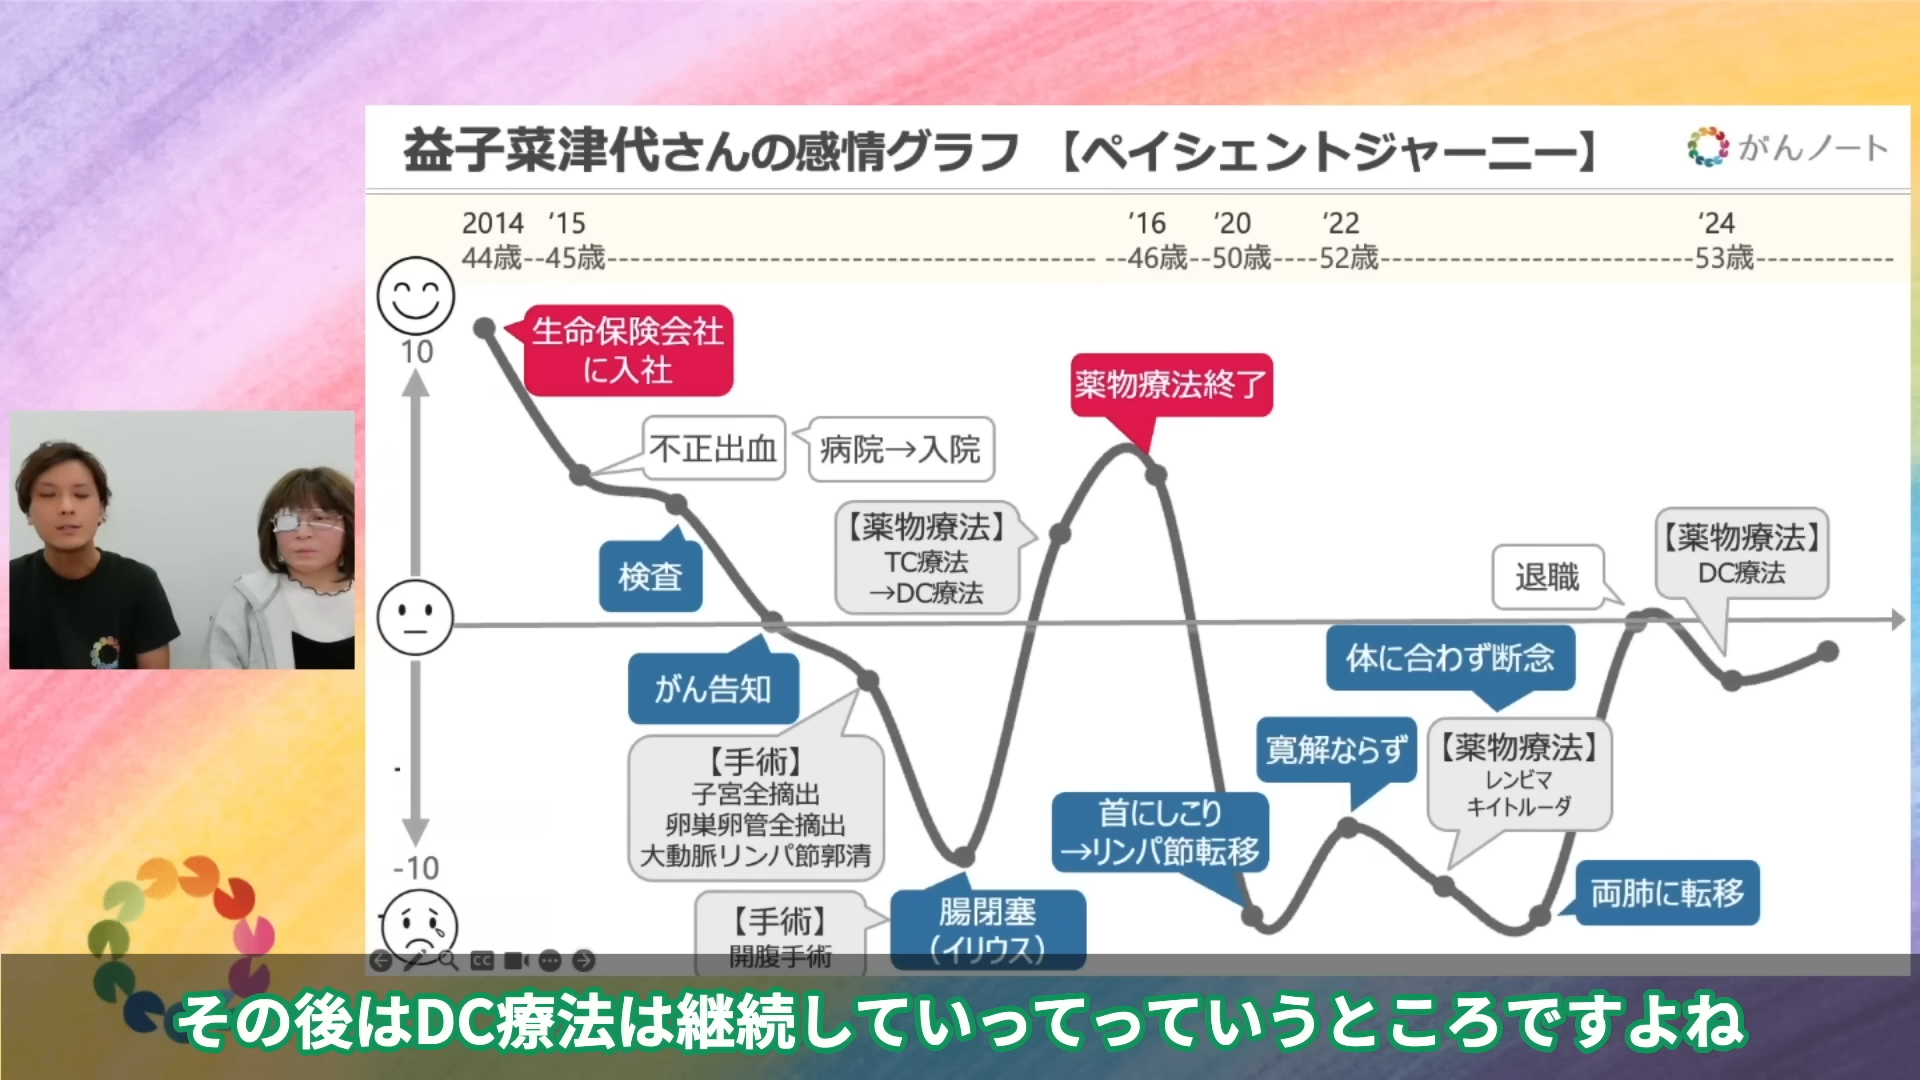 益子菜津代さんの感情グラフ 【ペイシェントジャーニー】
がんノート
2014 '15 '16 '20 '22 '24
44歳--45歳---46歳--50歳----52歳---53歳---
10
生命保険会社
に入社
不正出血
病院→入院
検査
がん告知
【手術】
子宮全摘出
卵巣卵管全摘出
大動脈リンパ節郭清
【手術】
開腹手術
腸閉塞
（イリウス）
【薬物療法】
TC療法
→DC療法
薬物療法終了
首にしこり
→リンパ節転移
寛解ならず
体に合わず断念
【薬物療法】
レンビマ
キイトルーダ
両肺に転移
退職
【薬物療法】
DC療法
-10
CC
その後はDC療法は継続していってっていうところですよね